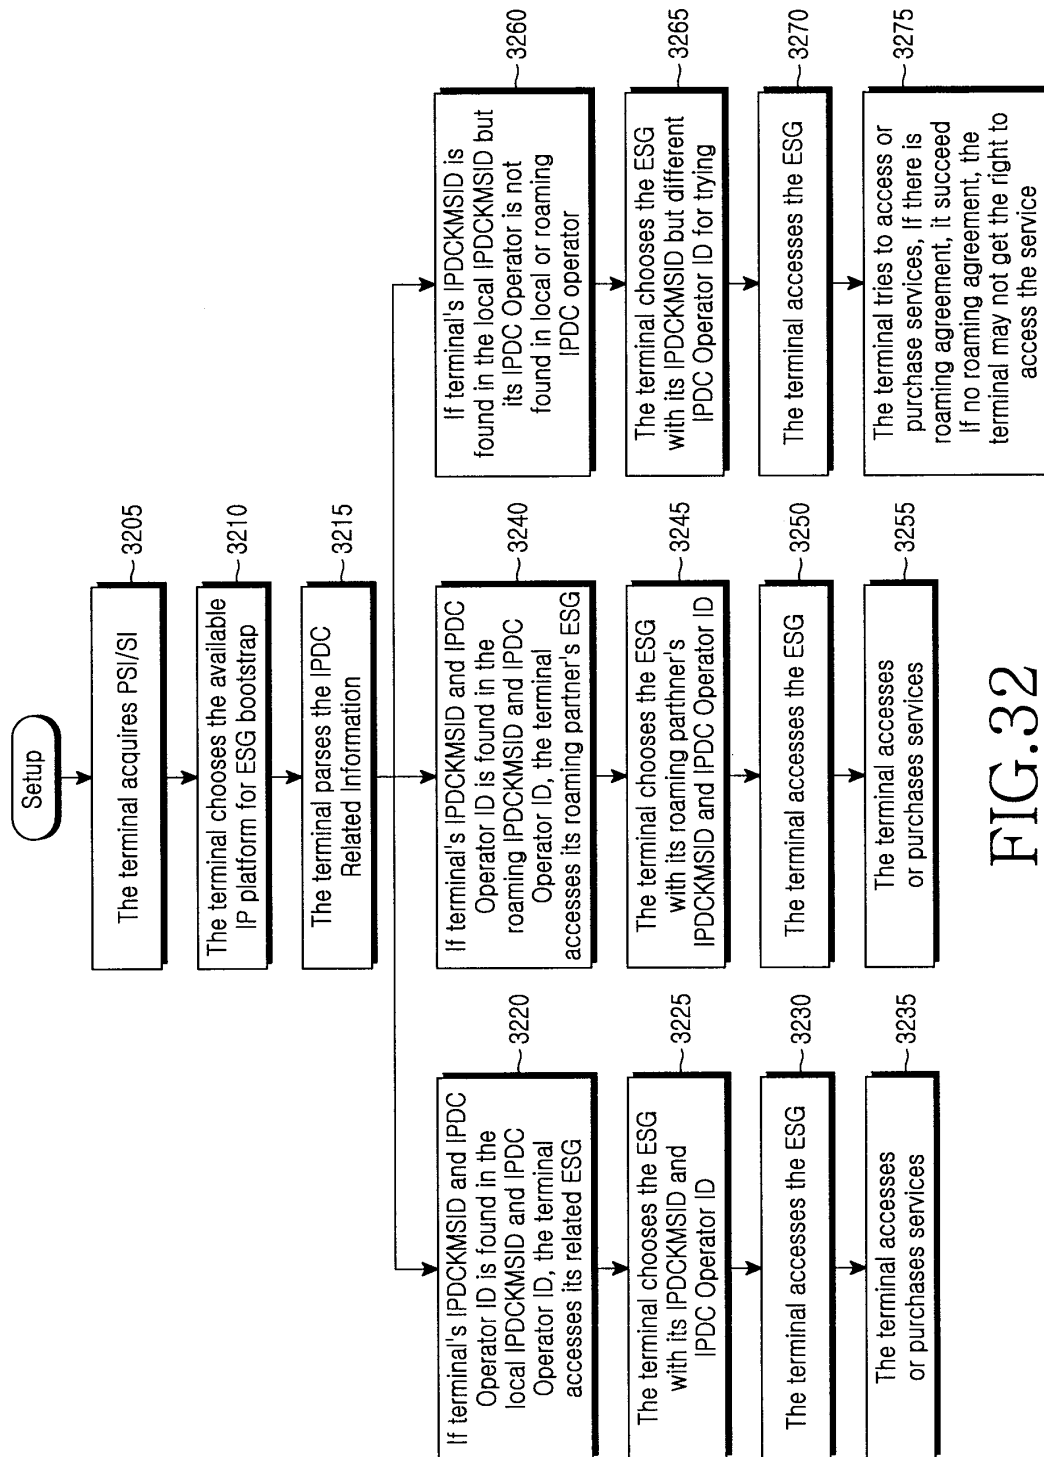 Setup
The terminal acquires PSI/SI
3205
The terminal chooses the available
IP platform for ESG bootstrap
3210
The terminal parses the IPDC
Related Information
3215
If terminal's IPDCKMSID and IPDC
Operator ID is found in the
local IPDCKMSID and IPDC
Operator ID, the terminal
accesses its related ESG
3220
The terminal chooses the ESG
with its IPDCKMSID and
IPDC Operator ID
3225
The terminal accesses the ESG
3230
The terminal accesses
or purchases services
3235
If terminal's IPDCKMSID and IPDC
Operator ID is found in the
roaming IPDCKMSID and IPDC
Operator ID, the terminal
accesses its roaming partner's ESG
3240
The terminal chooses the ESG
with its roaming parthner's
IPDCKMSID and IPDC Operator ID
3245
The terminal accesses the ESG
3250
The terminal accesses
or purchases services
3255
If terminal's IPDCKMSID is
found in the local IPDCKMSID but
its IPDC Operator is not
found in local or roaming
IPDC operator
3260
The terminal chooses the ESG
with its IPDCKMSID but different
IPDC Operator ID for trying
3265
The terminal accesses the ESG
3270
The terminal tries to access or
purchase services, If there is
roaming agreement, it succeed
If no roaming agreement, the
terminal may not get the right to
access the service
3275
FIG.32